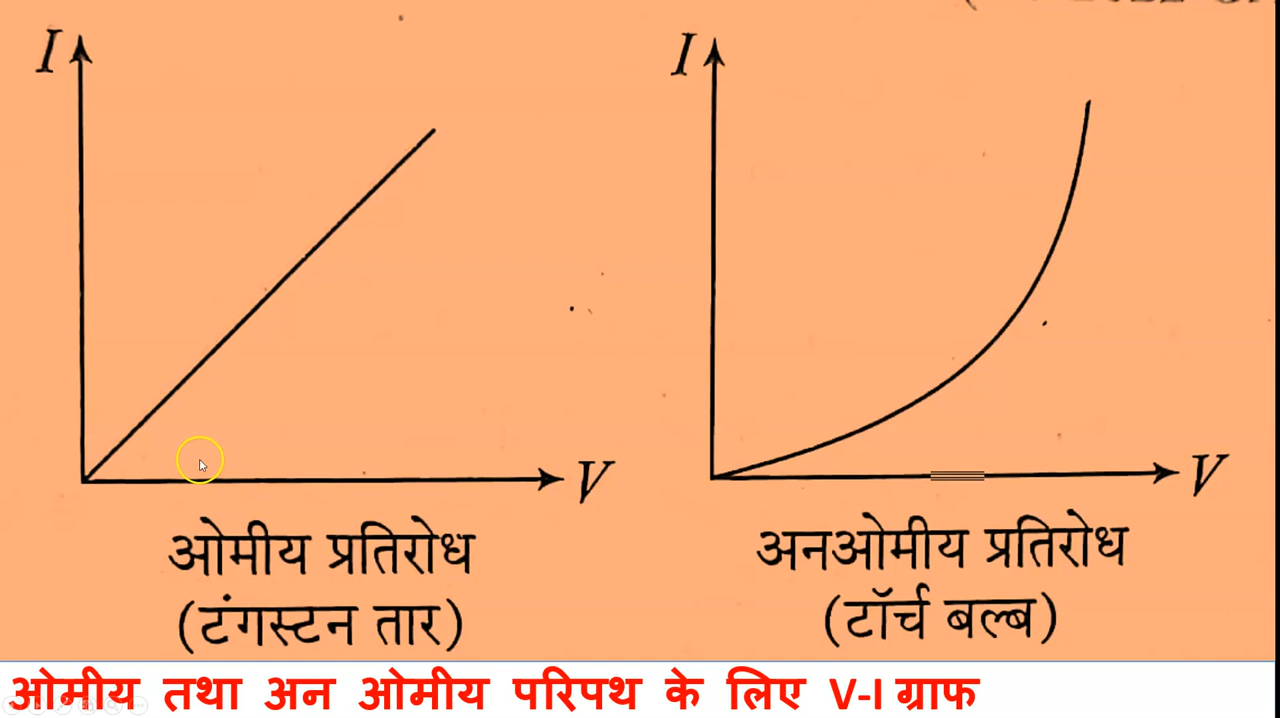 I
I
V
V
ओमीय प्रतिरोध
(टंगस्टन तार)
अनओमीय प्रतिरोध
(टॉर्च बल्ब)
ओमीय तथा अन ओमीय परिपथ के लिए V-I ग्राफ